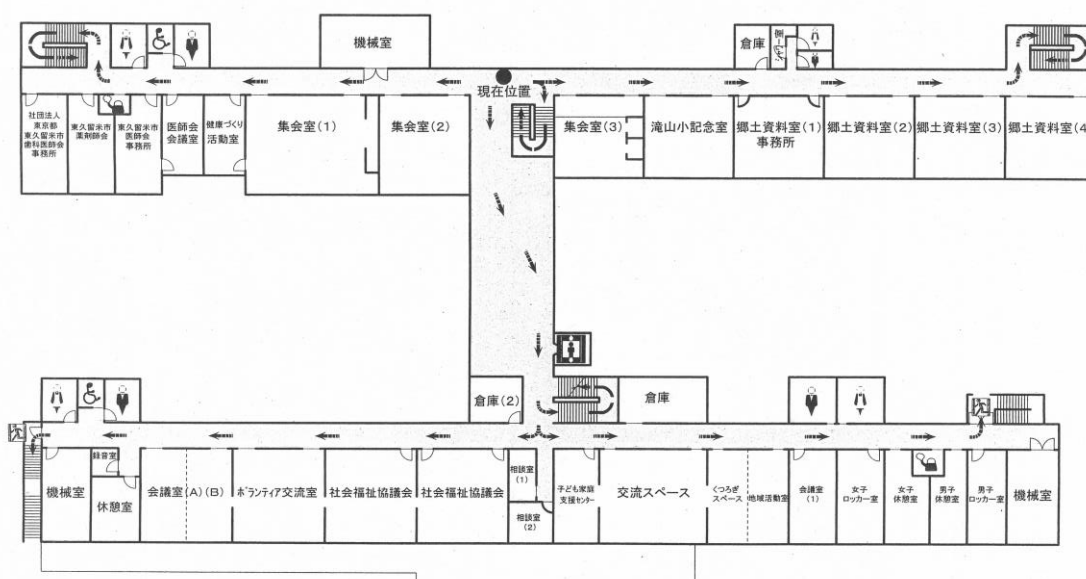 機械室
倉庫
シャワー室
現在位置
社団法人
東京都
東久留米市
歯科医師会
事務所
東久留米市
薬剤師会
東久留米市
医師会
事務所
医師会
会議室
健康づくり
活動室
集会室(1)
集会室(2)
集会室(3)
滝山小記念室
郷土資料室(1)
事務所
郷土資料室(2)
郷土資料室(3)
郷土資料室(4)
倉庫(2)
倉庫
機械室
録音室
休憩室
会議室(A)(B)
ボランティア交流室
社会福祉協議会
社会福祉協議会
相談室
(1)
相談室
(2)
子ども家庭
支援センター
交流スペース
くつろぎ
スペース
地域活動室
会議室
(1)
女子
ロッカー室
女子
休憩室
男子
休憩室
男子
ロッカー室
機械室